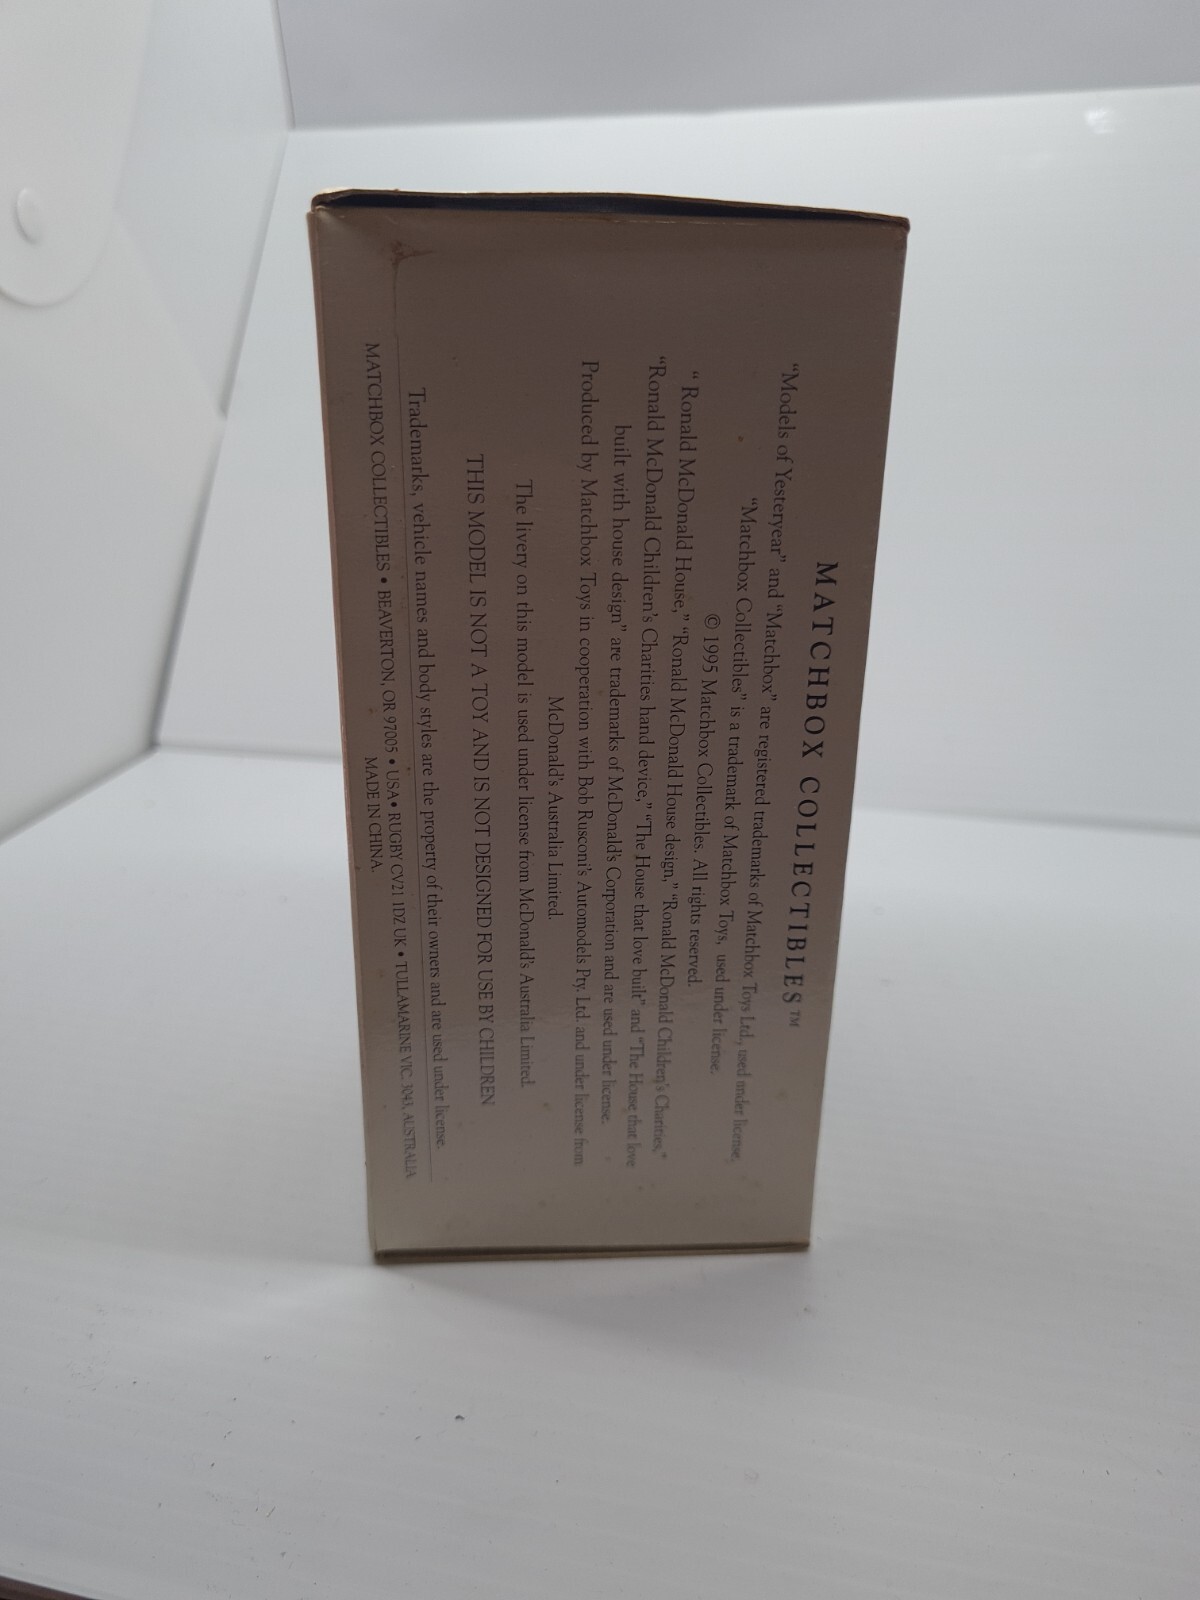 MATCHBOX COLLECTIBLES™
"Models of Yesteryear" and "Matchbox" are registered trademarks of Matchbox Toys Ltd., used under license,
"Matchbox Collectibles" is a trademark of Matchbox Toys, used under license.
© 1995 Matchbox Collectibles. All rights reserved.
" Ronald McDonald House," "Ronald McDonald House design," "Ronald McDonald Children's Charities,"
"Ronald McDonald Children's Charities hand device," "The House that love built" and "The House that love
built with house design" are trademarks of McDonald's Corporation and are used under license.
Produced by Matchbox Toys in cooperation with Bob Rusconi's Automodels Pty. Ltd. and under license from
McDonald's Australia Limited.
The livery on this model is used under license from McDonald's Australia Limited.
THIS MODEL IS NOT A TOY AND IS NOT DESIGNED FOR USE BY CHILDREN
Trademarks, vehicle names and body styles are the property of their owners and are used under license.
MATCHBOX COLLECTIBLES • BEAVERTON, OR 97005 • USA • RUGBY CV21 1DZ UK • TULLAMARINE VIC. 3043, AUSTRALIA
MADE IN CHINA.